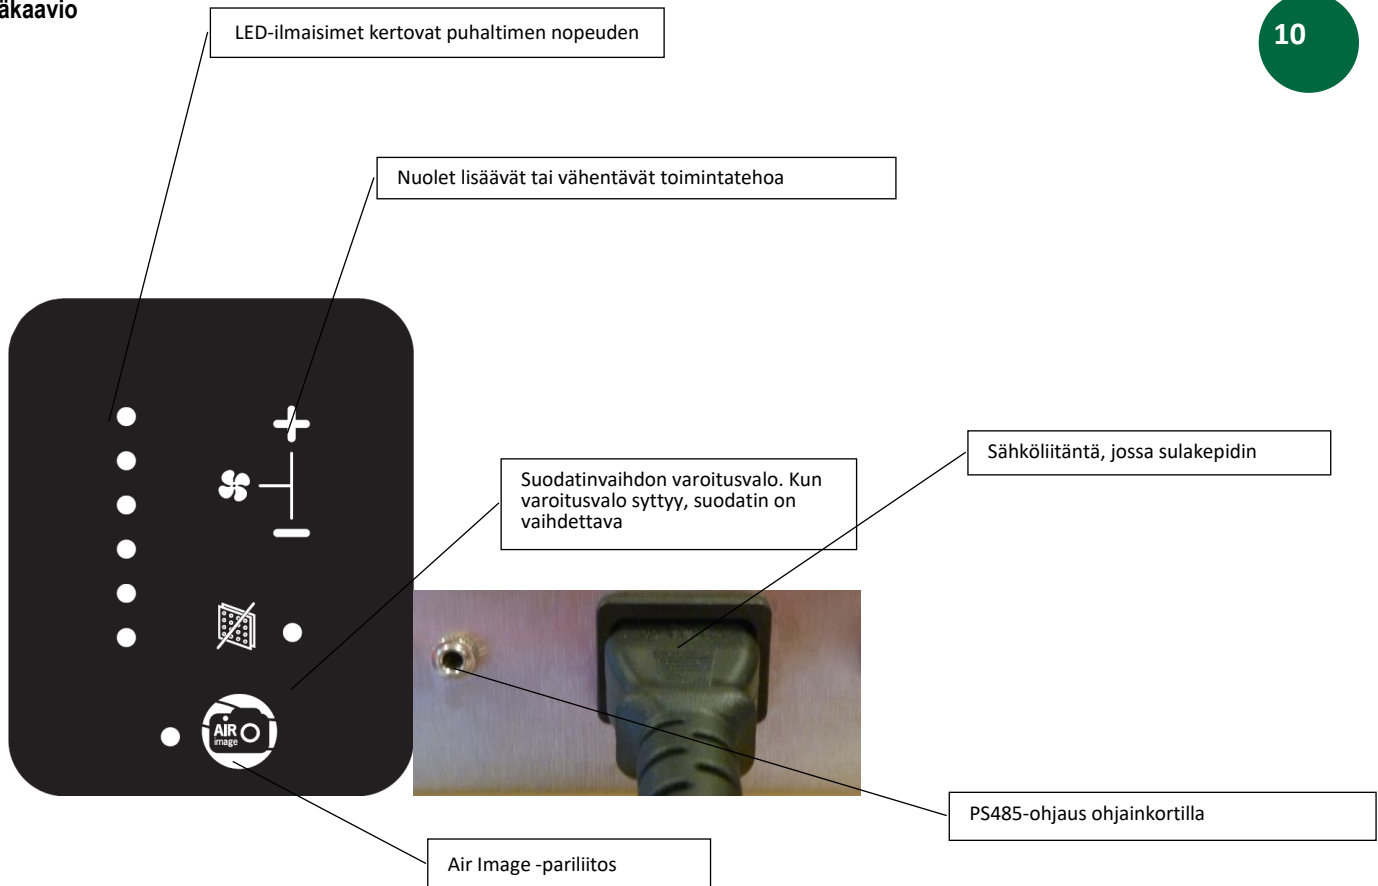 äkaavio
10
LED-ilmaisimet kertovat puhaltimen nopeuden
Nuolet lisäävät tai vähentävät toimintatehoa
Sähköliitäntä, jossa sulakepidin
Suodatinvaihdon varoitusvalo. Kun
varoitusvalo syttyy, suodatin on
vaihdettava
AIR
image
PS485-ohjaus ohjainkortilla
Air Image -pariliitos